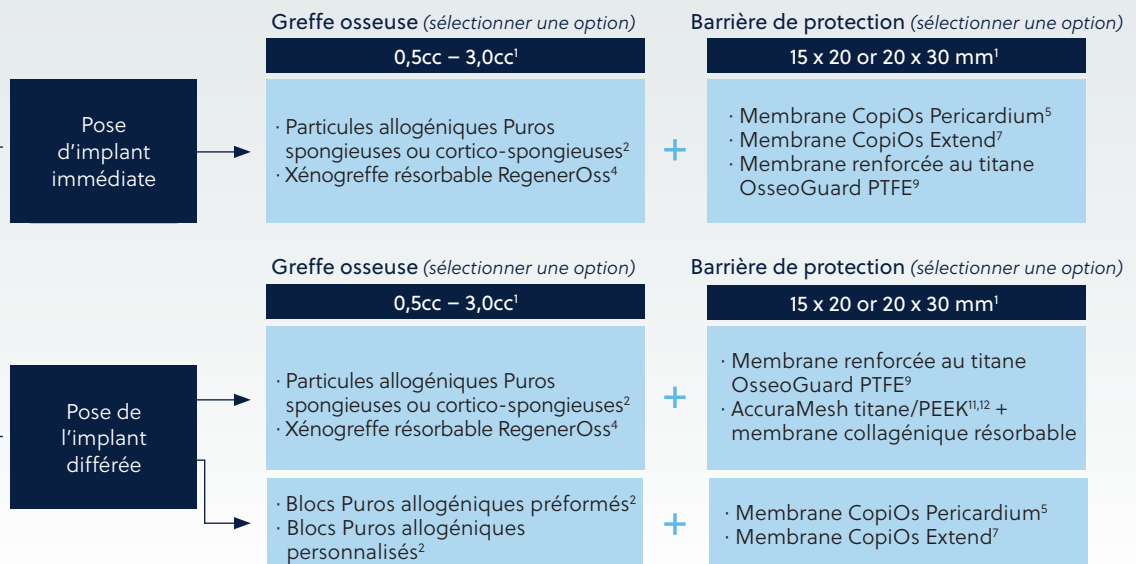 Greffe osseuse (sélectionner une option)
Barrière de protection (sélectionner une option)
0,5cc – 3,0cc¹
15 x 20 or 20 x 30 mm¹
Pose
d’implant
immédiate
· Particules allogéniques Puros
spongieuses ou cortico-spongieuses²
· Xénogreffe résorbable RegenerOss⁴
+
· Membrane CopiOs Pericardium⁵
· Membrane CopiOs Extend⁷
· Membrane renforcée au titane
OsseoGuard PTFE⁹
Greffe osseuse (sélectionner une option)
Barrière de protection (sélectionner une option)
0,5cc – 3,0cc¹
15 x 20 or 20 x 30 mm¹
Pose de
l’implant
différée
· Particules allogéniques Puros
spongieuses ou cortico-spongieuses²
· Xénogreffe résorbable RegenerOss⁴
+
· Membrane renforcée au titane
OsseoGuard PTFE⁹
· AccuraMesh titane/PEEK¹¹,¹² +
membrane collagénique résorbable
· Blocs Puros allogéniques préformés²
· Blocs Puros allogéniques
personnalisés²
+
· Membrane CopiOs Pericardium⁵
· Membrane CopiOs Extend⁷